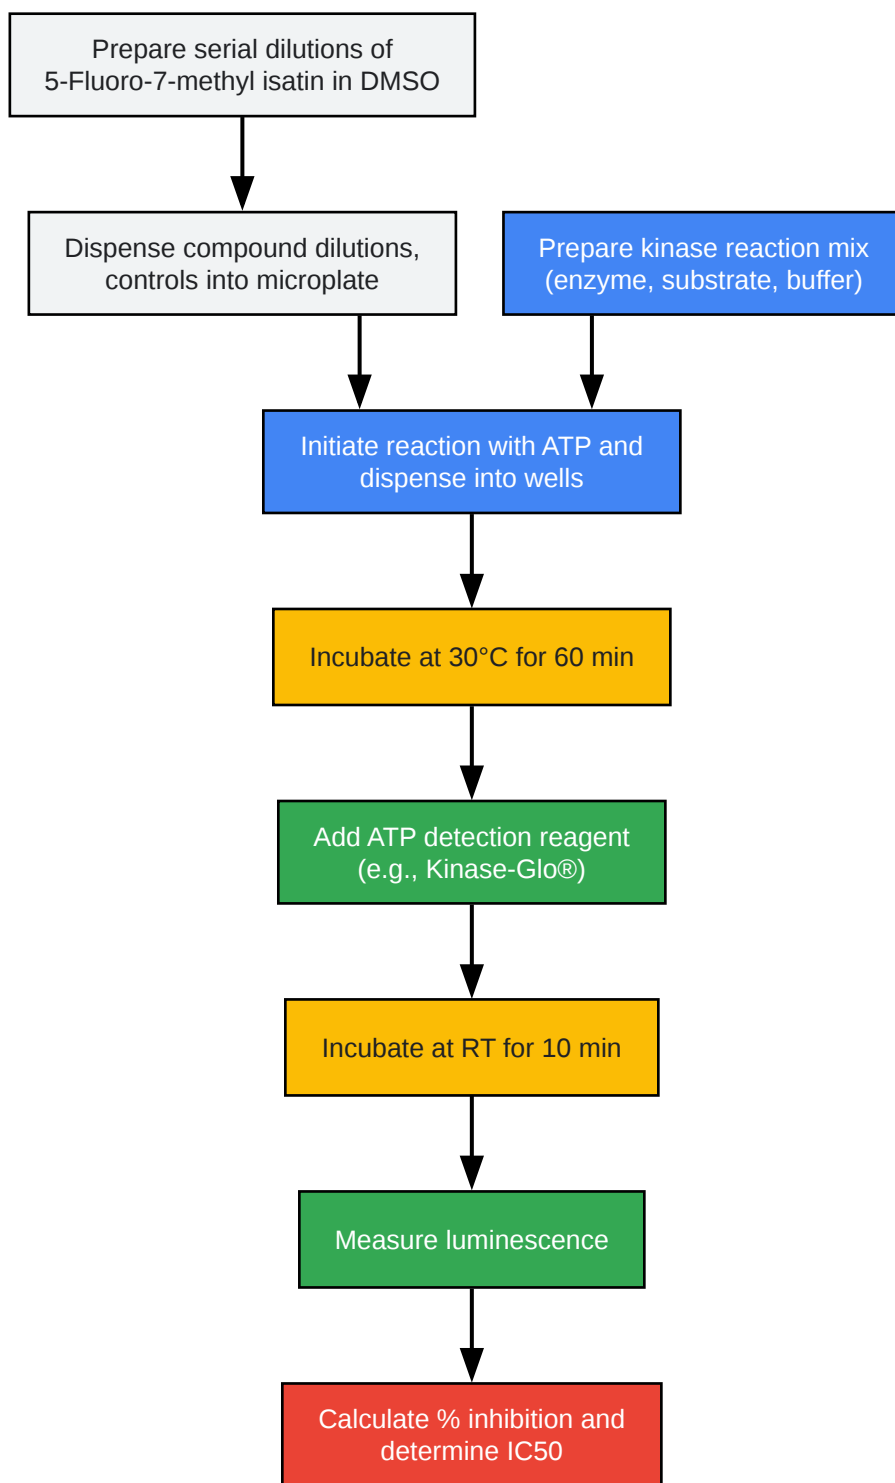 Prepare serial dilutions of
5-Fluoro-7-methyl isatin in DMSO
Dispense compound dilutions,
controls into microplate
Prepare kinase reaction mix
(enzyme, substrate, buffer)
Initiate reaction with ATP and
dispense into wells
Incubate at 30°C for 60 min
Add ATP detection reagent
(e.g., Kinase-Glo®)
Incubate at RT for 10 min
Measure luminescence
Calculate % inhibition and
determine IC50